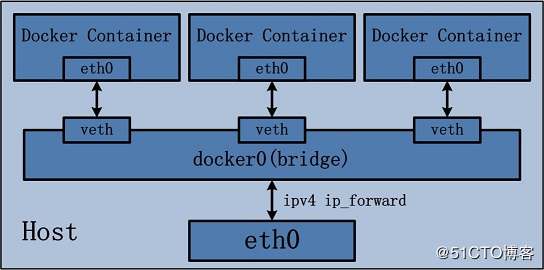 Docker Container
Docker Container
Docker Container
eth0
eth0
eth0
veth
veth
veth
docker0(bridge)
ipv4 ip_forward
Host
eth0
@51CTO博客